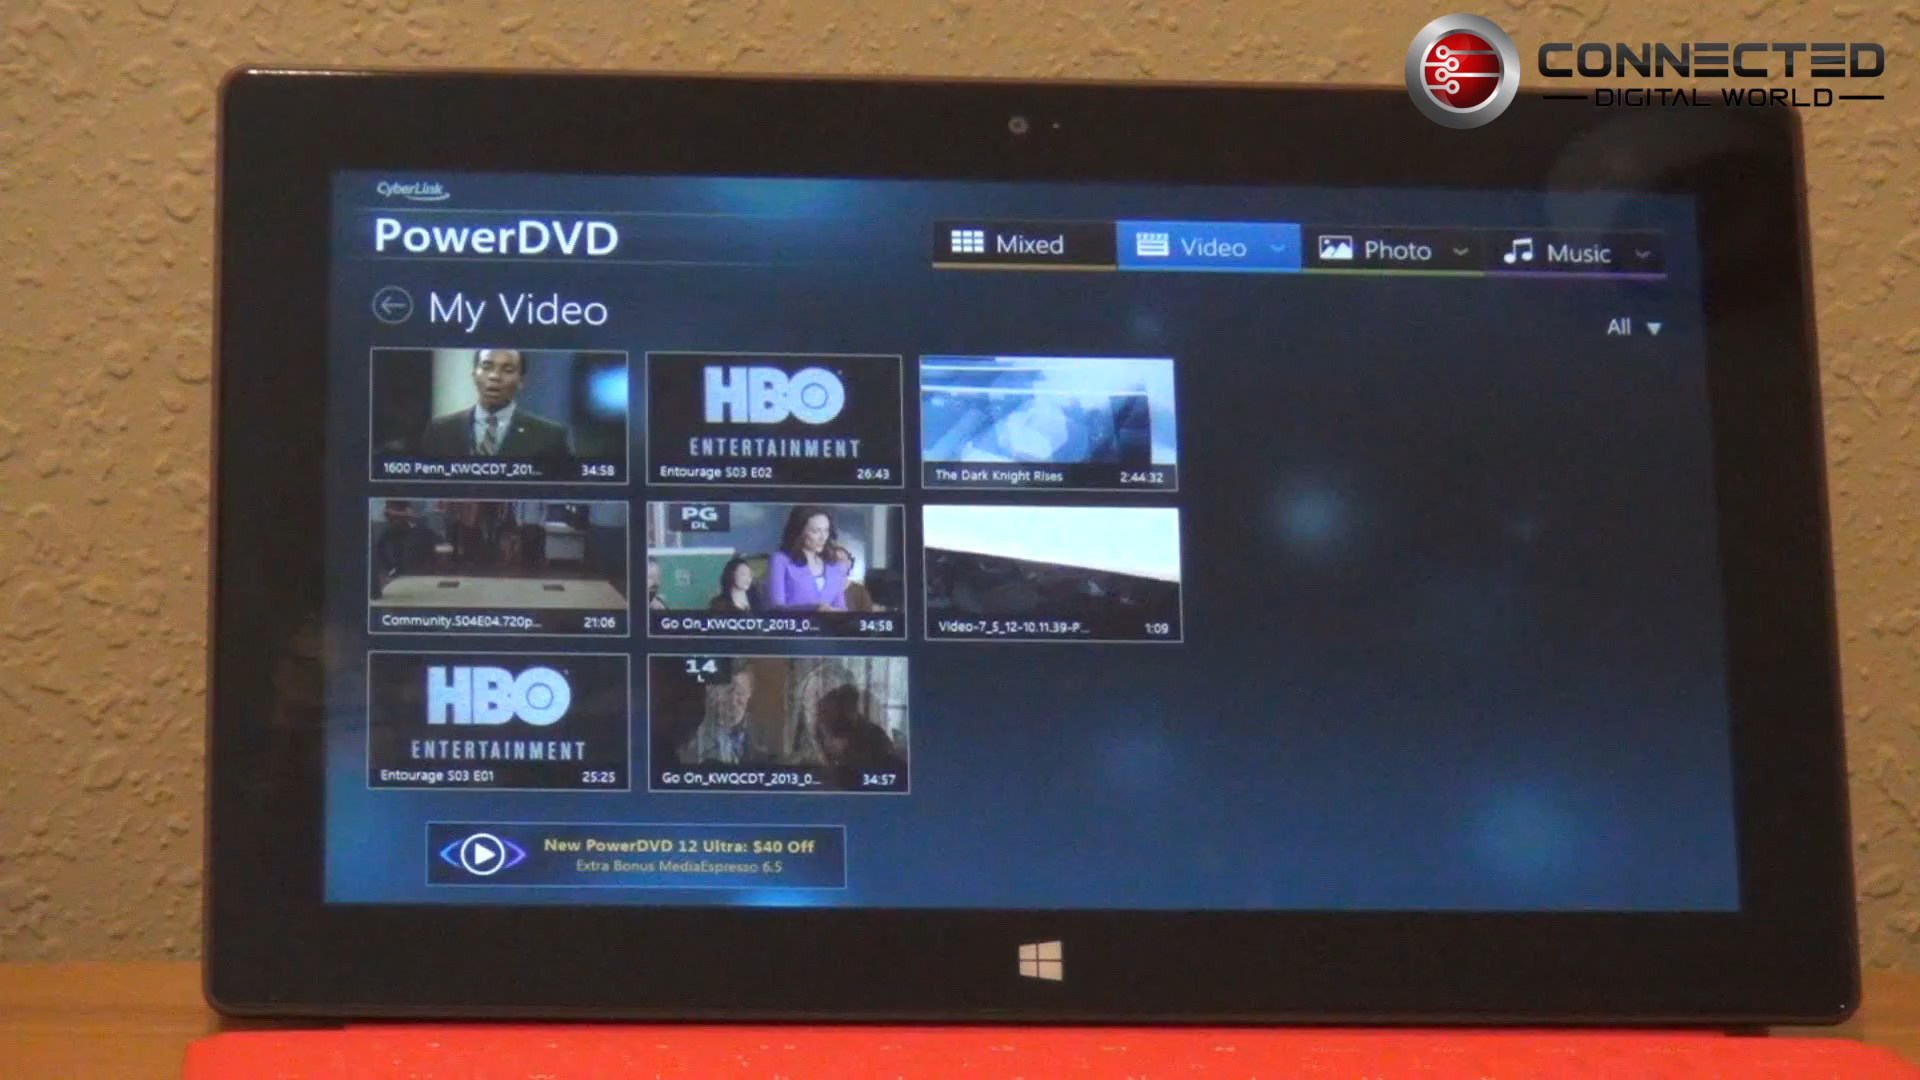 CONNECTED
DIGITAL WORLD
CyberLink
PowerDVD
Mixed
Video
Photo
Music
My Video
All
1600 Penn_KWQCDT_201... 34:58
HBO
ENTERTAINMENT
Entourage S03 E02 26:43
The Dark Knight Rises 2:44:32
Community.S04E04.720p... 21:06
PG
DL
Go On_KWQCDT_2013_0... 34:58
Video-7_5_12-10.11.39-P... 1:09
HBO
ENTERTAINMENT
Entourage S03 E01 25:25
14
L
Go On_KWQCDT_2013_0... 34:57
New PowerDVD 12 Ultra: $40 Off
Extra Bonus MediaEspresso 6.5